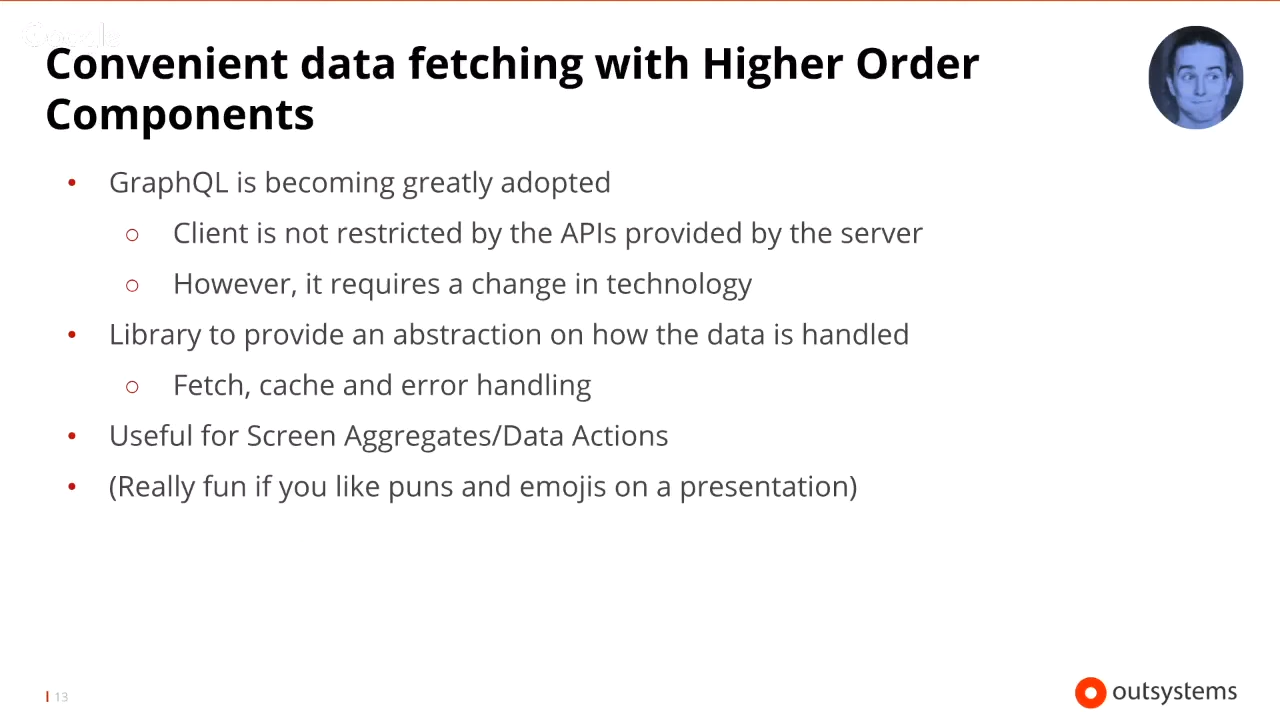 Convenient data fetching with Higher Order
Components
• GraphQL is becoming greatly adopted
○ Client is not restricted by the APIs provided by the server
○ However, it requires a change in technology
• Library to provide an abstraction on how the data is handled
○ Fetch, cache and error handling
• Useful for Screen Aggregates/Data Actions
• (Really fun if you like puns and emojis on a presentation)
13
outsystems